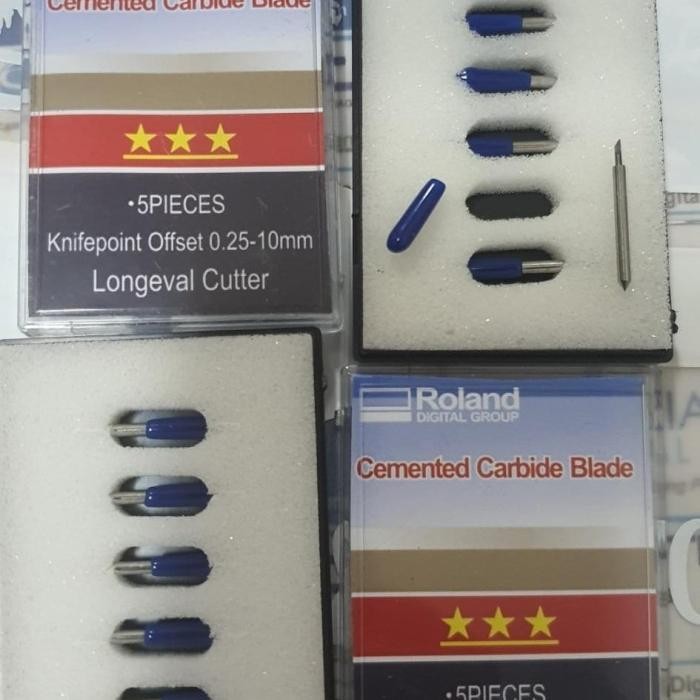 Cemented Carbide Blade
•5PIECES
Knifepoint Offset 0.25-10mm
Longeval Cutter
Roland
DIGITAL GROUP
Cemented Carbide Blade
•5PIECES